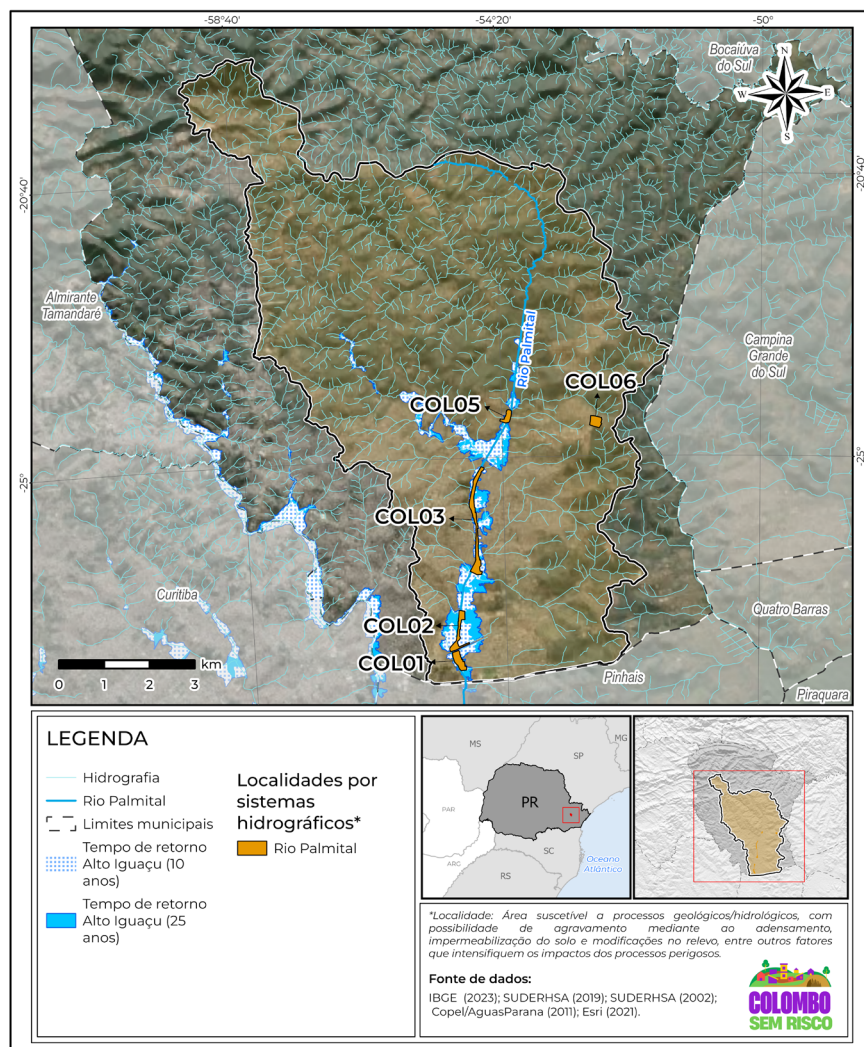 -58°40'
-54°20'
-50°
Bocaiúva
do Sul
N
W
E
S
-20°40'
-20°40'
Almirante
Tamandaré
Rio Palmital
Campina
Grande
do Sul
COL06
COL05
-25°
-25°
COL03
Curitiba
COL02
Quatro Barras
COL01
Pinhais
Piraquara
km
0 1 2 3
LEGENDA
Hidrografia
Rio Palmital
Limites municipais
Tempo de retorno
Alto Iguaçu (10
anos)
Tempo de retorno
Alto Iguaçu (25
anos)
Localidades por
sistemas
hidrográficos*
Rio Palmital
MS
MG
SP
PR
PAR
ARG
SC
RS
Oceano
Atlântico
*Localidade: Área suscetível a processos geológicos/hidrológicos, com
possibilidade de agravamento mediante ao adensamento,
impermeabilização do solo e modificações no relevo, entre outros fatores
que intensifiquem os impactos dos processos perigosos.
Fonte de dados:
IBGE (2023); SUDERHSA (2019); SUDERHSA (2002);
Copel/AguasParana (2011); Esri (2021).
COLOMBO
SEM RISCO